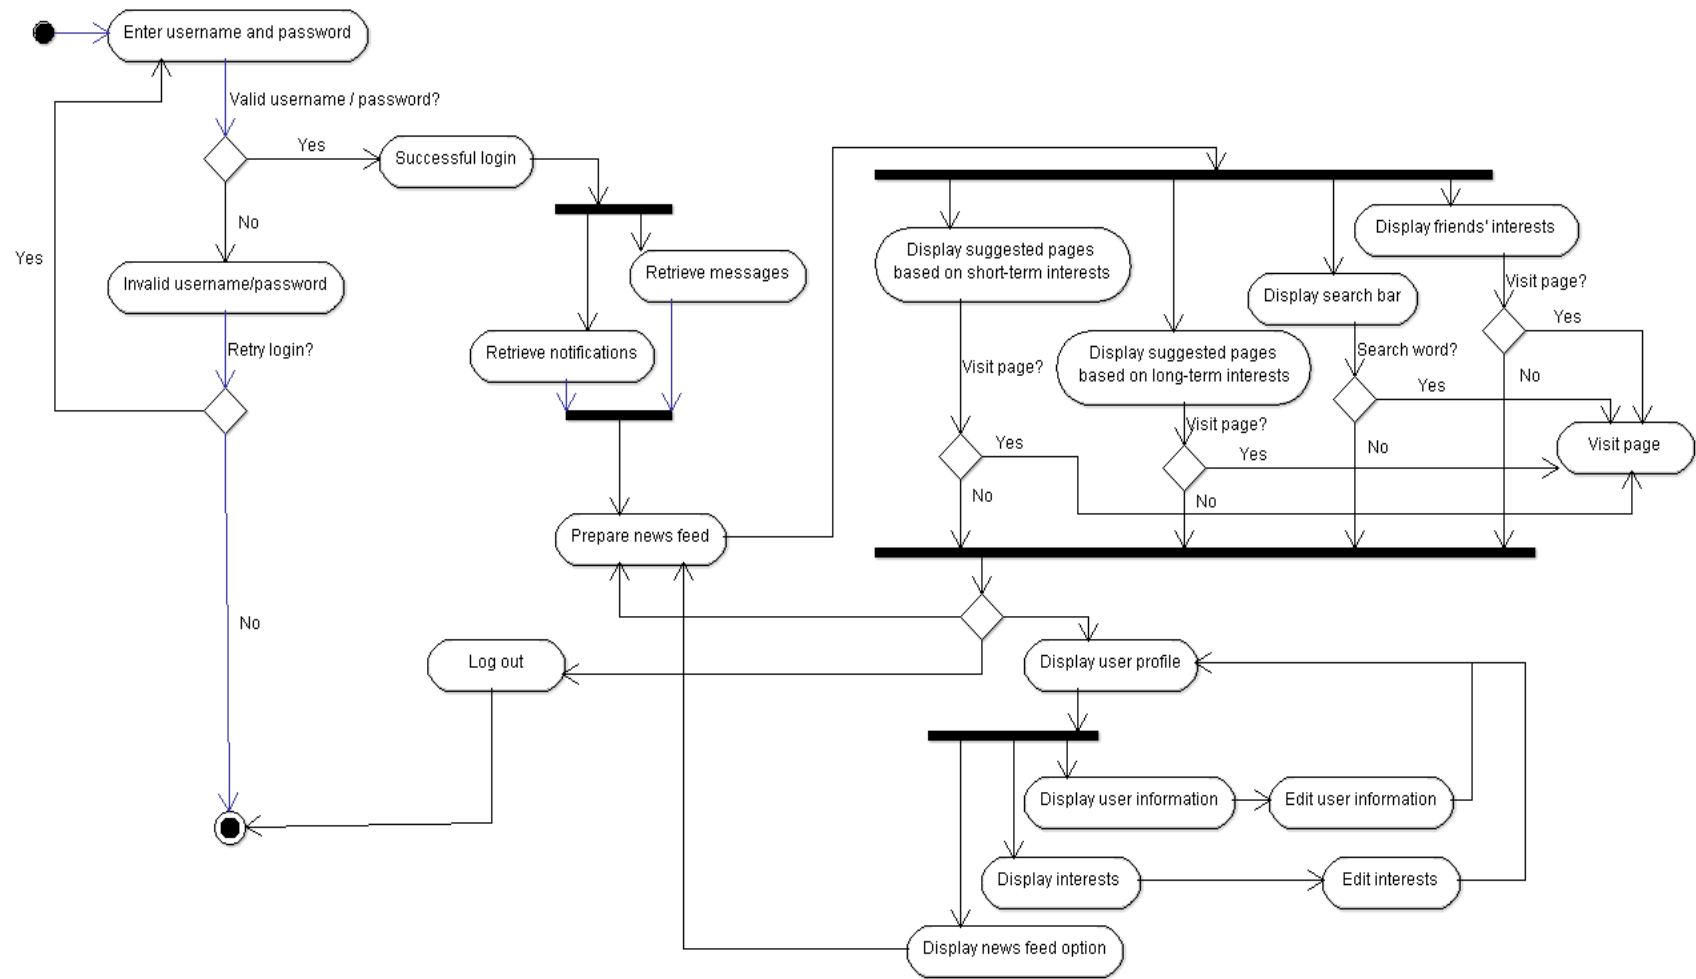 Enter username and password
Valid username / password?
Yes
Successful login
No
Yes
Invalid username/password
Retry login?
No
Retrieve messages
Retrieve notifications
Prepare news feed
Log out
Display suggested pages
based on short-term interests
Visit page?
Yes
No
Display suggested pages
based on long-term interests
Visit page?
Yes
No
Display search bar
Search word?
Yes
No
Display friends' interests
Visit page?
Yes
No
Visit page
Display user profile
Display user information
Edit user information
Display interests
Edit interests
Display news feed option